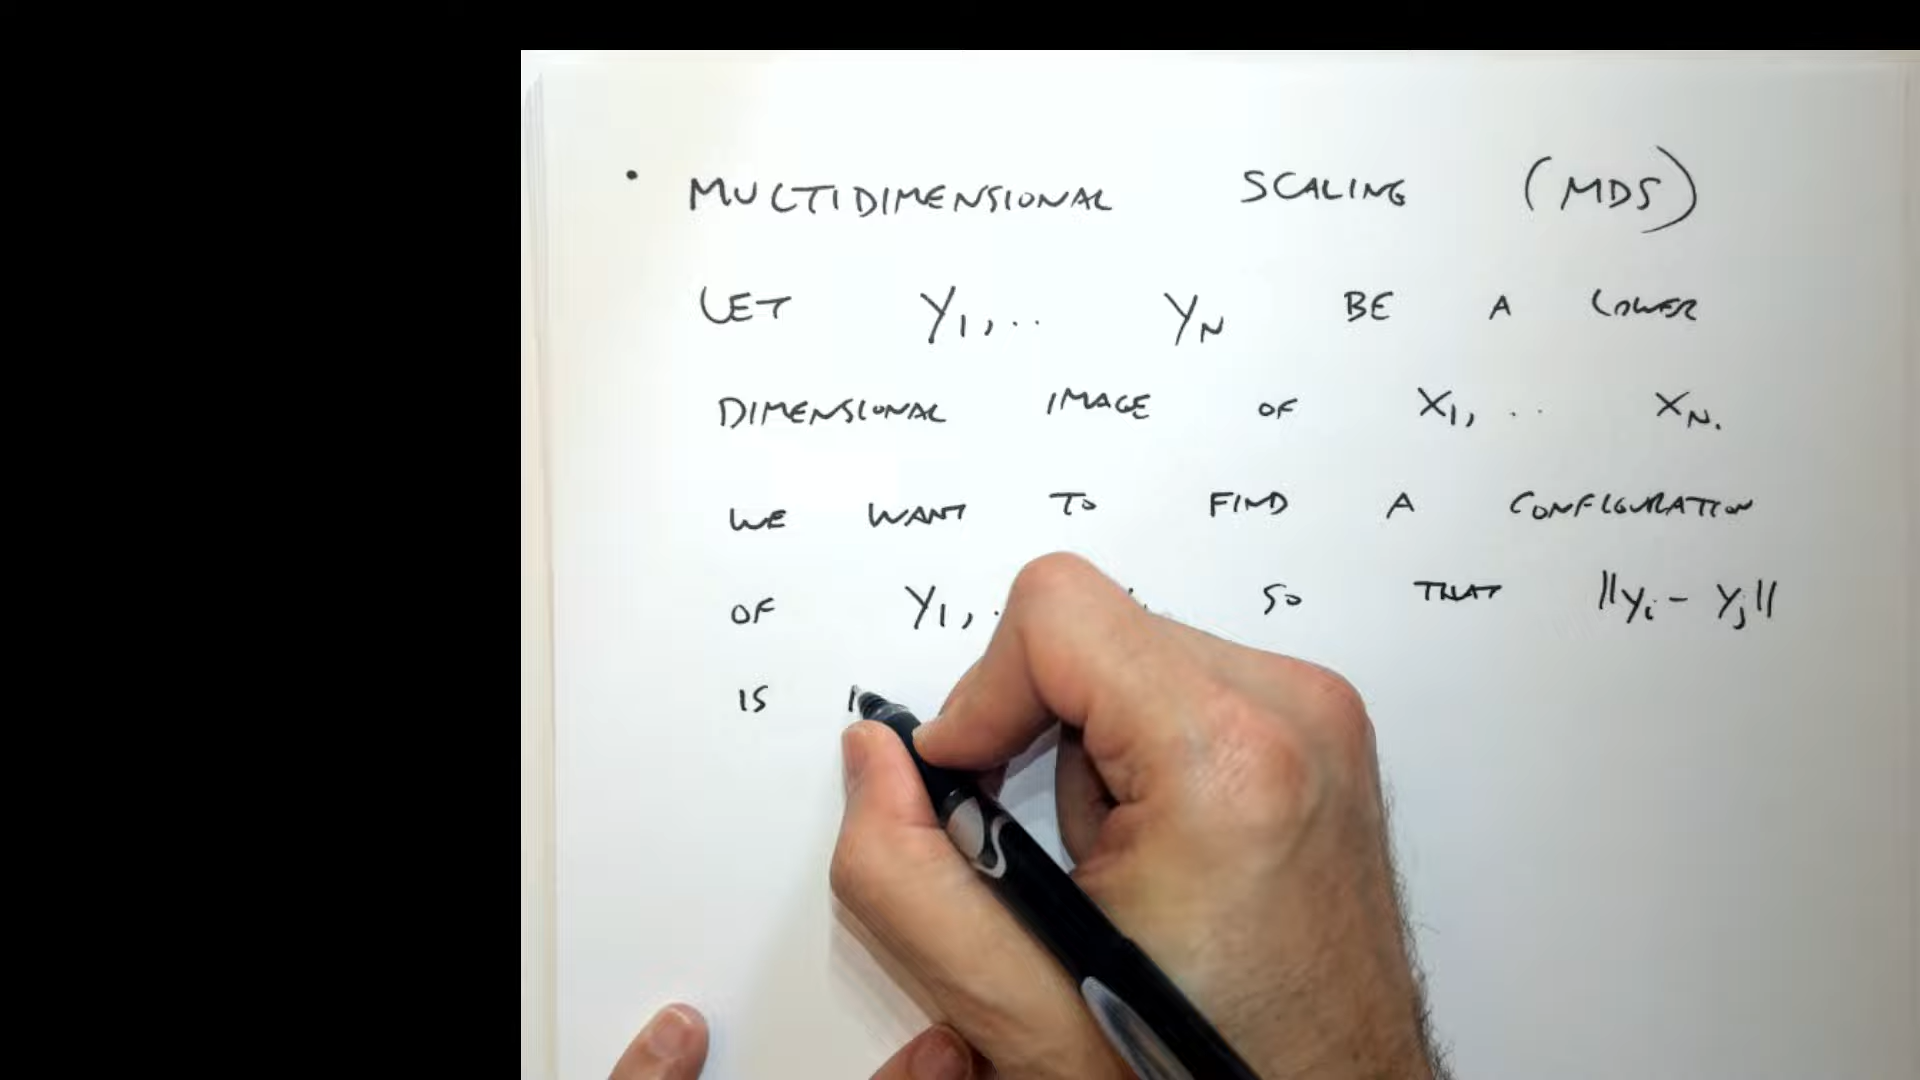 • MULTIDIMENSIONAL SCALING (MDS)
LET Y1,.. YN BE A LOWER
DIMENSIONAL IMAGE OF X1, .. XN.
WE WANT TO FIND A CONFIGURATION
OF Y1, . SO THAT ||Yi - Yj||
IS